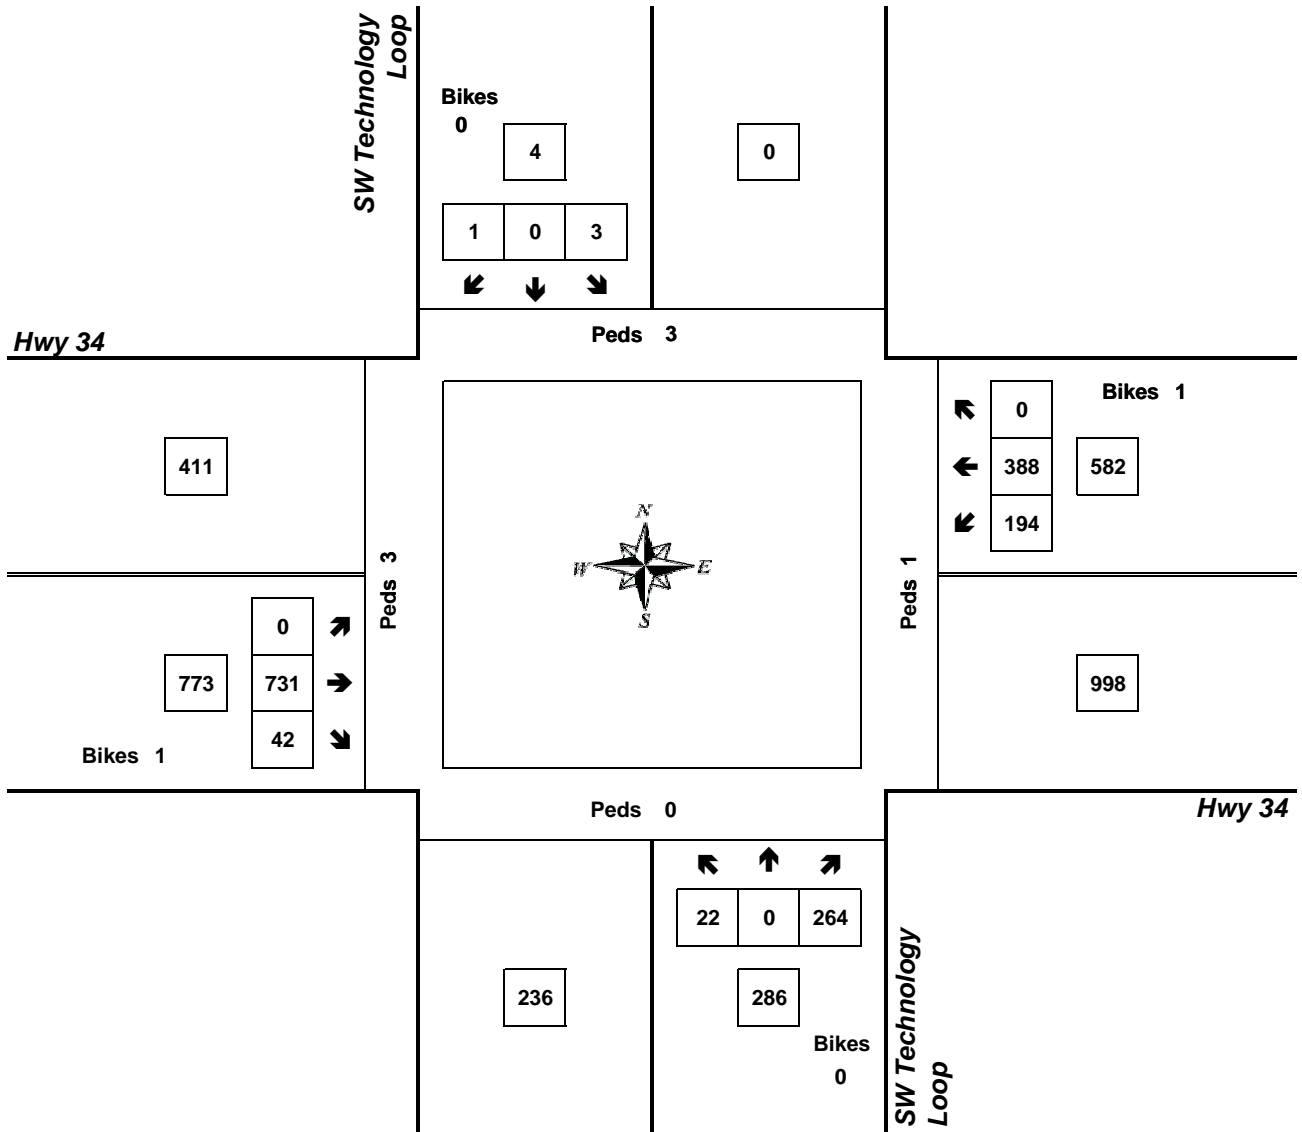 SW Technology
Loop
Bikes
0
4
0
1 0 3
Peds 3
Hwy 34
Bikes 1
0
411
388 582
194
N
W E
S
Peds 3
Peds 1
0
773 731
998
42
Bikes 1
Peds 0
Hwy 34
22 0 264
236
286
Bikes
0
SW Technology
Loop